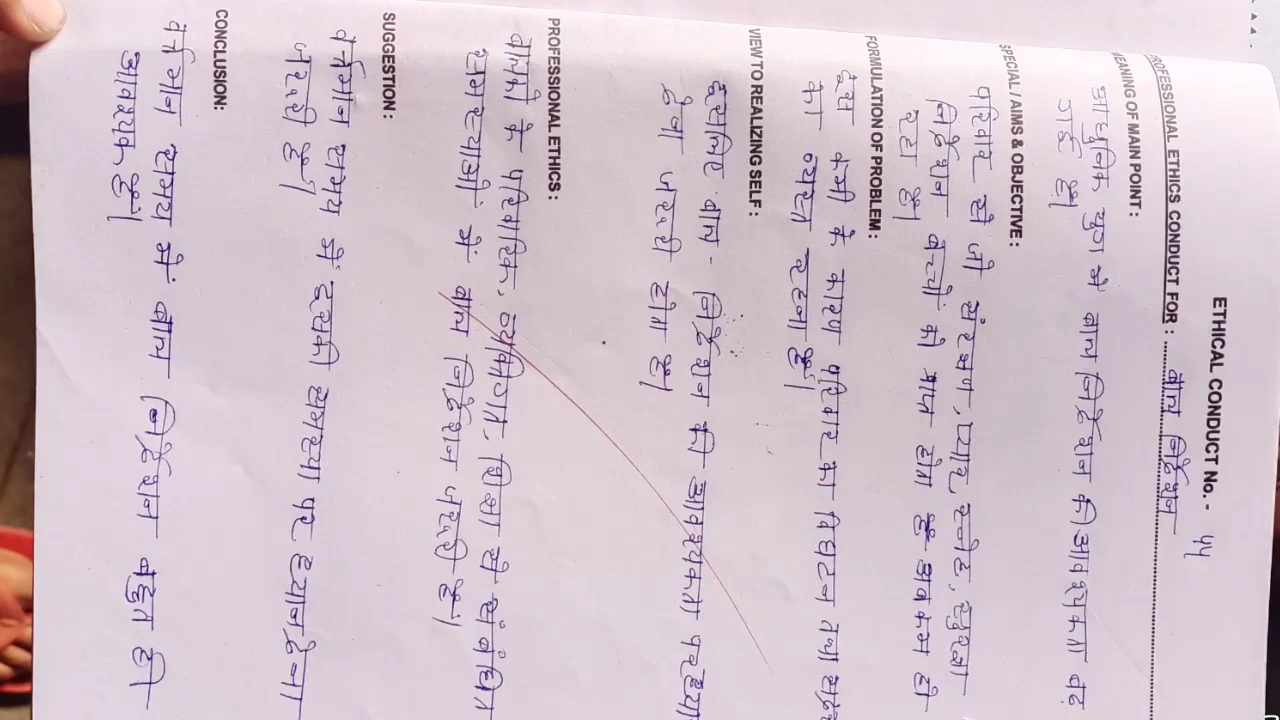 ETHICAL CONDUCT No. - ५५
PROFESSIONAL ETHICS CONDUCT FOR : बाल निर्देशन
MEANING OF MAIN POINT :
आधुनिक युग में बाल निर्देशन की आवश्यकता बढ़
गई है।
SPECIAL / AIMS & OBJECTIVE :
परिवार से जो संरक्षण, प्यार, स्नेह, सुरक्षा
निर्देशन बच्चों को प्राप्त होता है अब कम हो
रहा है।
FORMULATION OF PROBLEM :
इस कमी के कारण परिवार का विघटन तथा
का व्यस्त रहना है।
VIEW TO REALIZING SELF :
इसलिए बाल - निर्देशन की आवश्यकता पर
देना जरूरी होता है।
PROFESSIONAL ETHICS :
बालको के परिवारिक, व्यक्तिगत, शिक्षा से संबंधित
समस्याओं में बाल निर्देशन जरूरी है।
SUGGESTION :
वर्तमान समय में इसकी समस्या पर ध्यान देना
जरूरी है।
CONCLUSION :
वर्तमान समय में बाल निर्देशन बहुत ही
आवश्यक है।